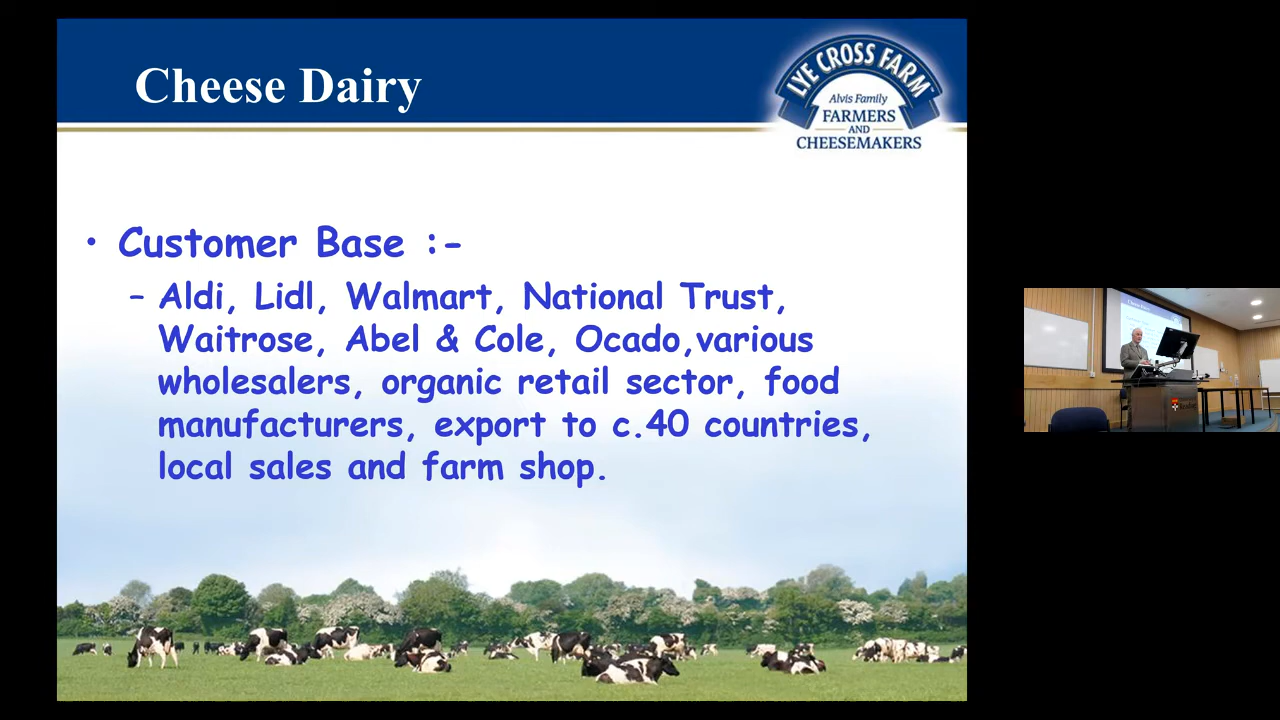 Cheese Dairy
LYE CROSS FARM
Alvis Family
FARMERS
AND
CHEESEMAKERS
• Customer Base :-
– Aldi, Lidl, Walmart, National Trust,
Waitrose, Abel & Cole, Ocado,various
wholesalers, organic retail sector, food
manufacturers, export to c.40 countries,
local sales and farm shop.